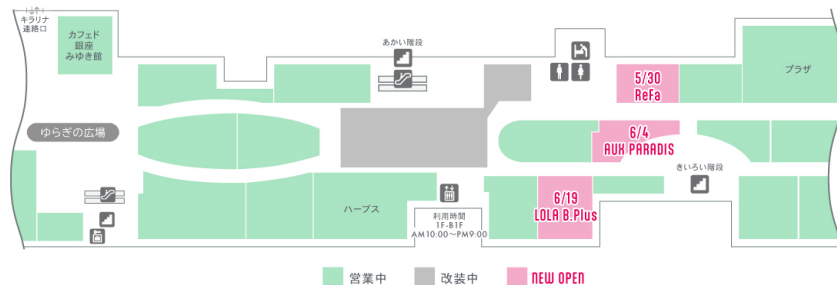 キラリナ
連絡口
カフェド
銀座
みゆき館
あかい階段
5/30
ReFa
プラザ
ゆらぎの広場
6/4
AUX PARADIS
きいろい階段
6/19
LOLA B.Plus
ハーブス
利用時間
1F-B1F
AM10:00～PM9:00
営業中
改装中
NEW OPEN